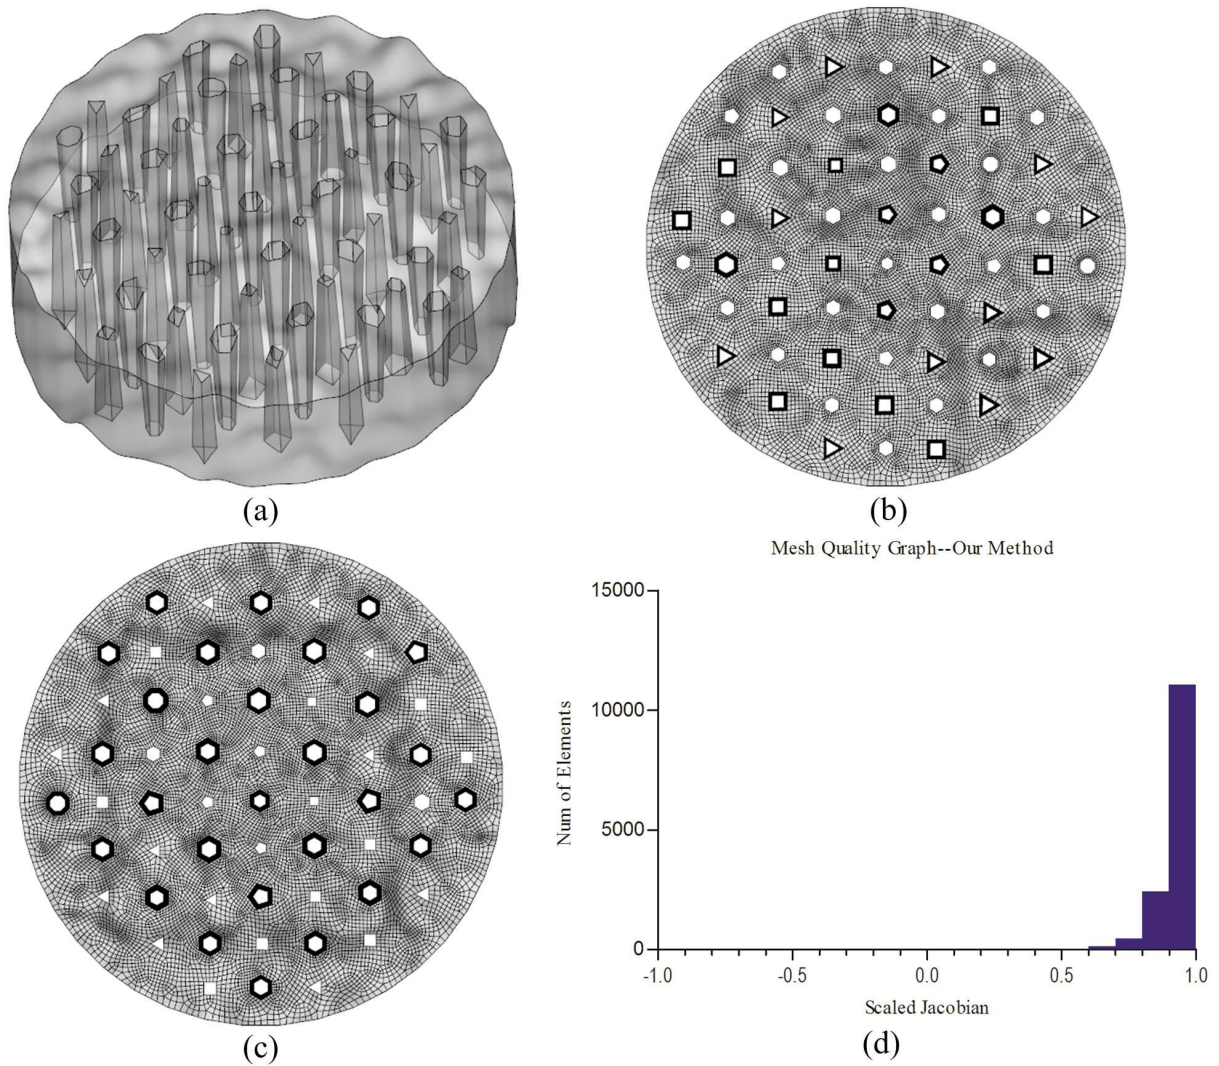 (a)
(b)
Mesh Quality Graph--Our Method
15000
10000
5000
0
Num of Elements
-1.0 -0.5 0.0 0.5 1.0
Scaled Jacobian
(c)
(d)